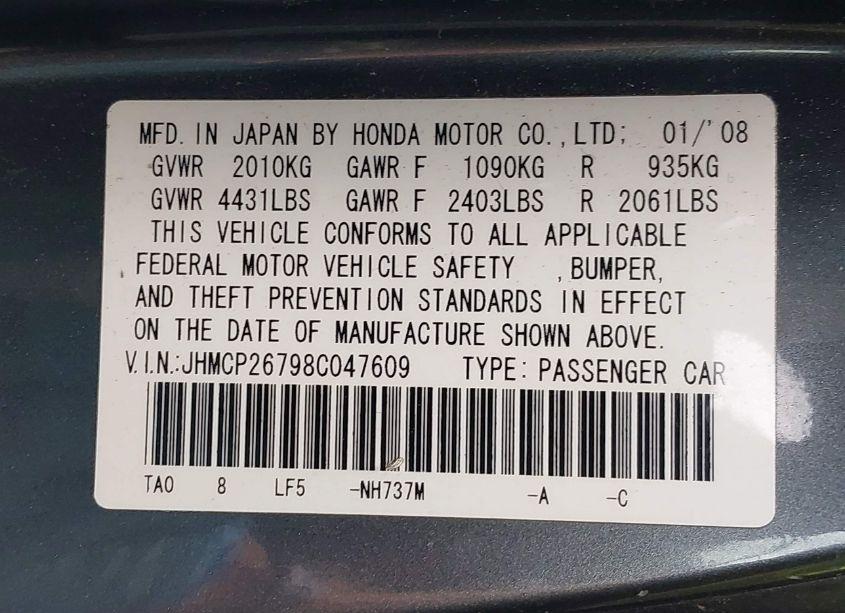 MFD. IN JAPAN BY HONDA MOTOR CO., LTD; 01/'08
GVWR 2010KG GAWR F 1090KG R 935KG
GVWR 4431LBS GAWR F 2403LBS R 2061LBS
THIS VEHICLE CONFORMS TO ALL APPLICABLE
FEDERAL MOTOR VEHICLE SAFETY , BUMPER,
AND THEFT PREVENTION STANDARDS IN EFFECT
ON THE DATE OF MANUFACTURE SHOWN ABOVE.
V.I.N.:JHMCP26798C047609 TYPE: PASSENGER CAR
TA0 8 LF5 -NH737M -A -C